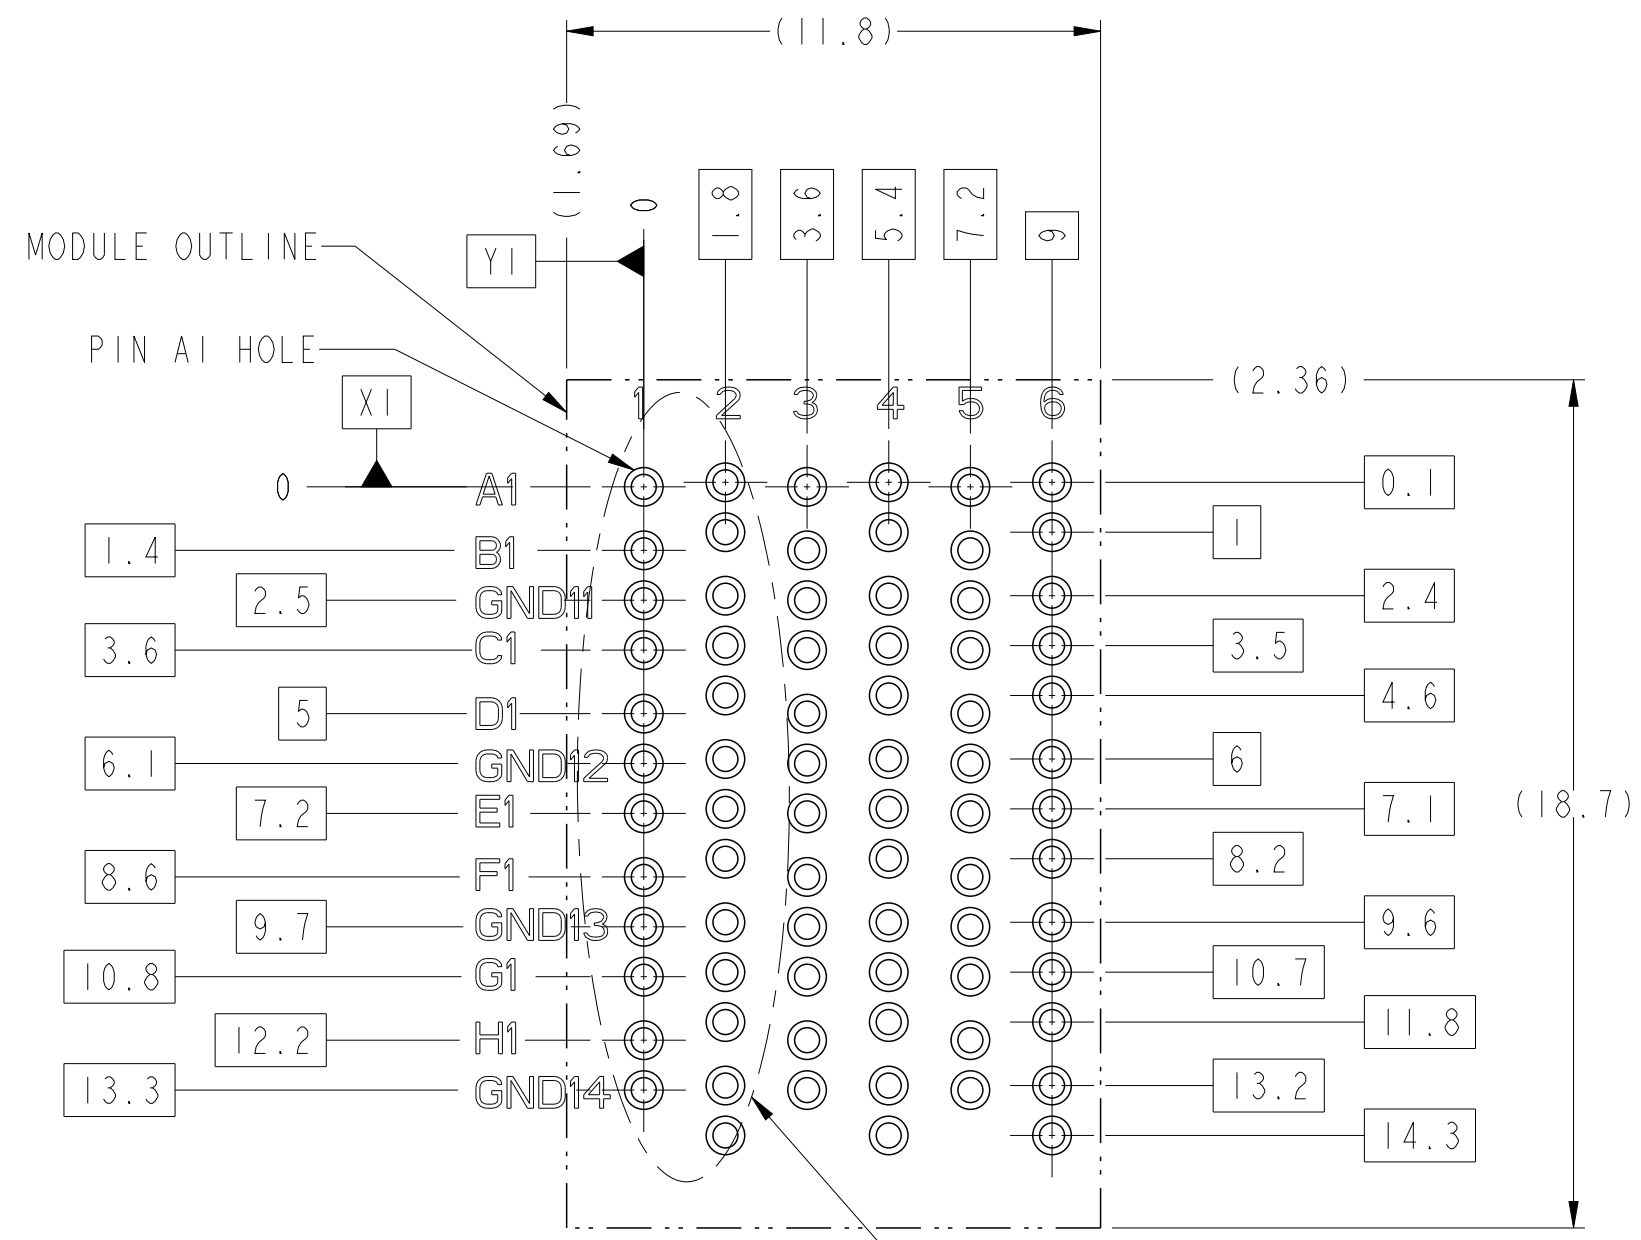 (11.8)
(1.69)
0
1.8
3.6
5.4
7.2
9
MODULE OUTLINE
Y1
PIN A1 HOLE
X1
(2.36)
1 2 3 4 5 6
0 A1 0.1
1
1.4 B1
2.5 GND11 2.4
3.6 C1 3.5
4.6
5 D1
6.1 GND12 6
7.2 E1 7.1
(18.7)
8.2
8.6 F1
9.7 GND13 9.6
10.8 G1 10.7
11.8
12.2 H1
13.3 GND14 13.2
14.3